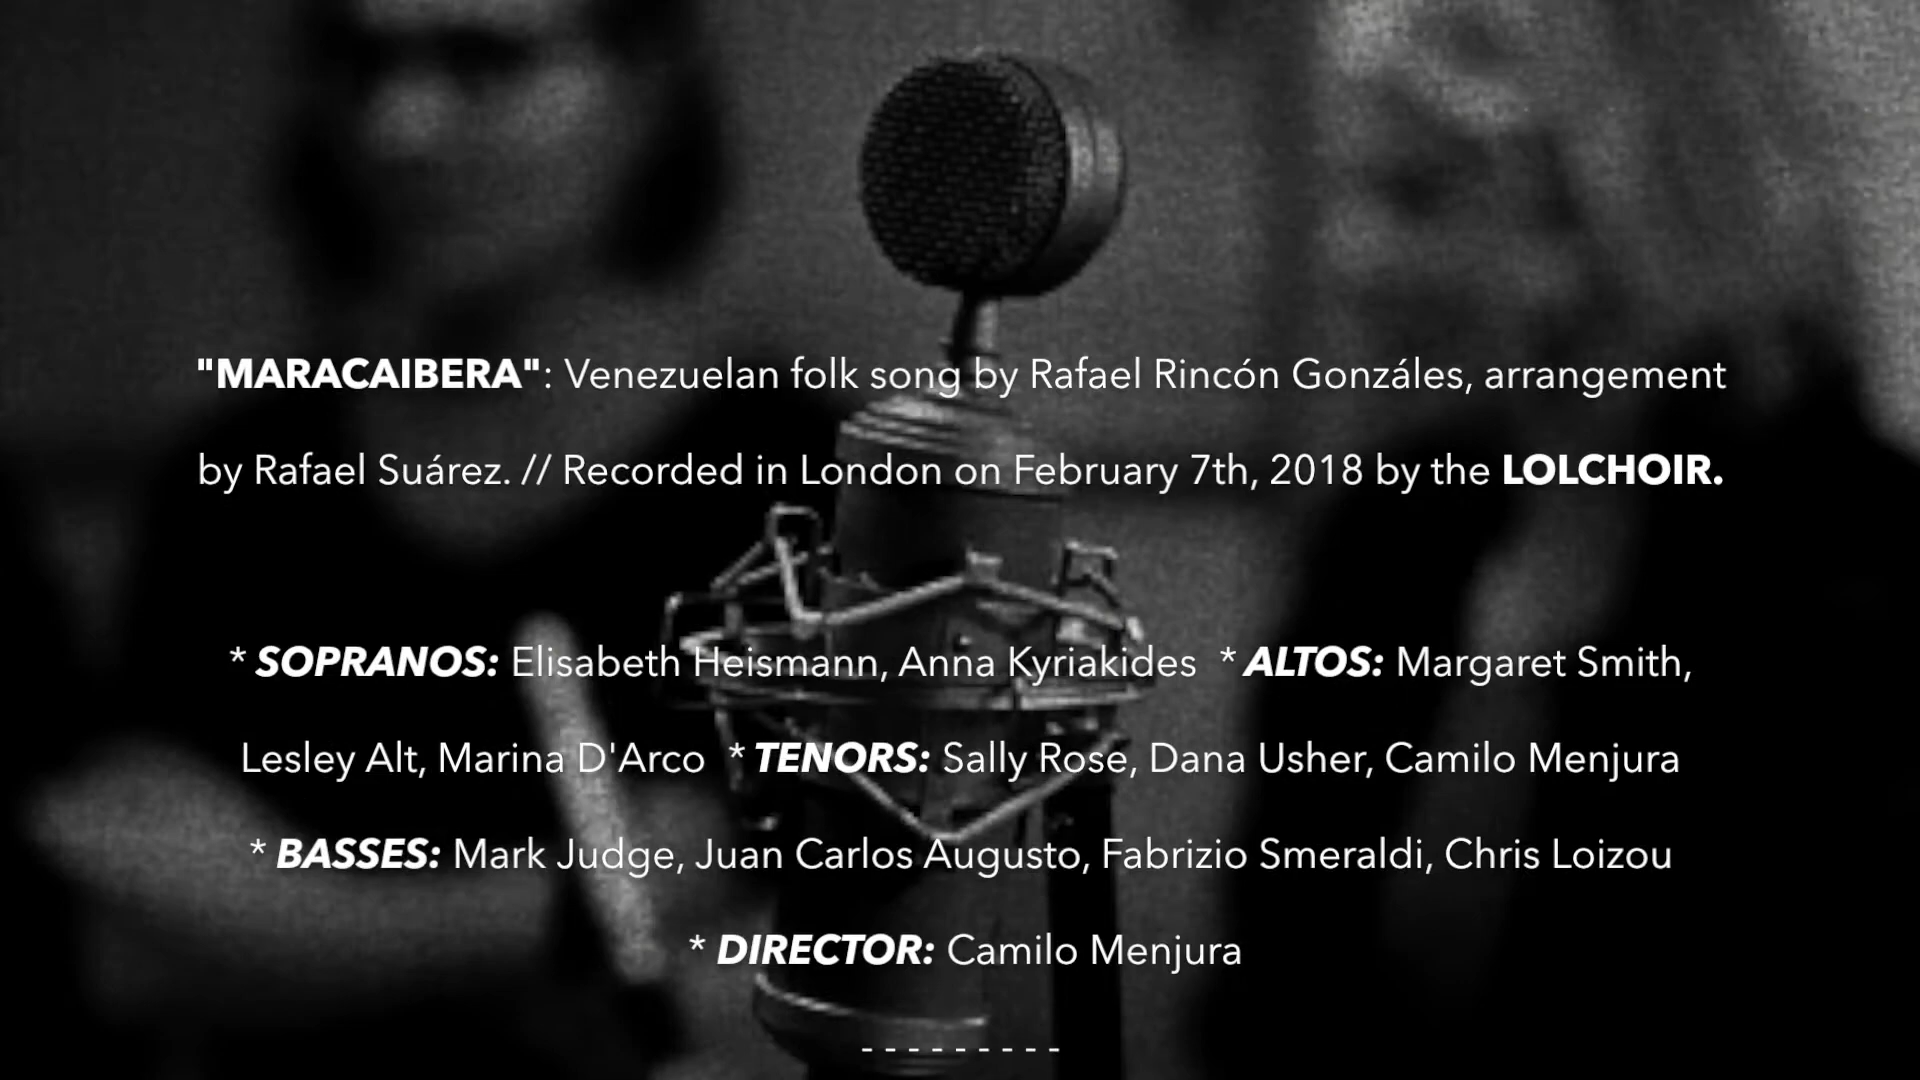 "MARACAIBERA": Venezuelan folk song by Rafael Rincón Gonzáles, arrangement
by Rafael Suárez. // Recorded in London on February 7th, 2018 by the LOLCHOIR.
* SOPRANOS: Elisabeth Heismann, Anna Kyriakides * ALTOS: Margaret Smith,
Lesley Alt, Marina D'Arco * TENORS: Sally Rose, Dana Usher, Camilo Menjura
* BASSES: Mark Judge, Juan Carlos Augusto, Fabrizio Smeraldi, Chris Loizou
* DIRECTOR: Camilo Menjura
- - - - - - - - -